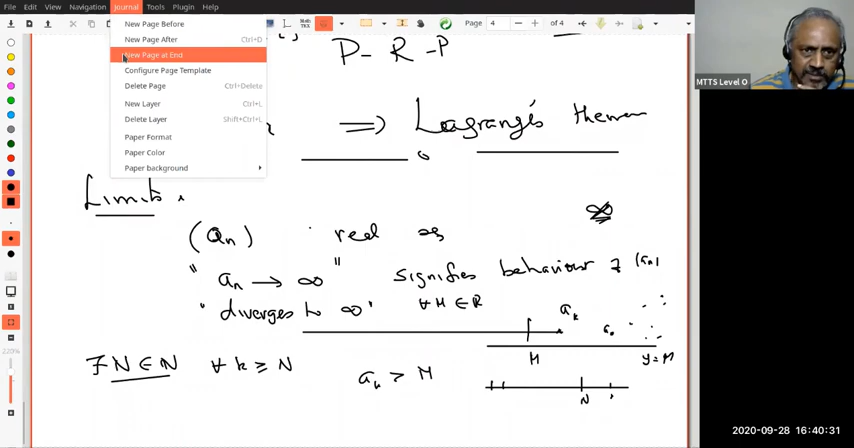 File Edit View Navigation Journal Tools Plugin Help
Page 4 of 4
New Page Before
New Page After Ctrl+D
New Page at End
Configure Page Template
Delete Page Ctrl+Delete
New Layer Ctrl+L
Delete Layer Shift+Ctrl+L
Paper Format
Paper Color
Paper background
MTTS Level O
220%
P- R -P
⟹ Lagrange's theorem
Limits.
∞
(aₙ) real
" aₙ → ∞ " signifies behaviour of (aₙ)
"diverges to ∞" ∀ M ∈ R
aₖ
M y=M
∃ N ∈ N ∀ k ≥ N aₖ > M
N
2020-09-28 16:40:31